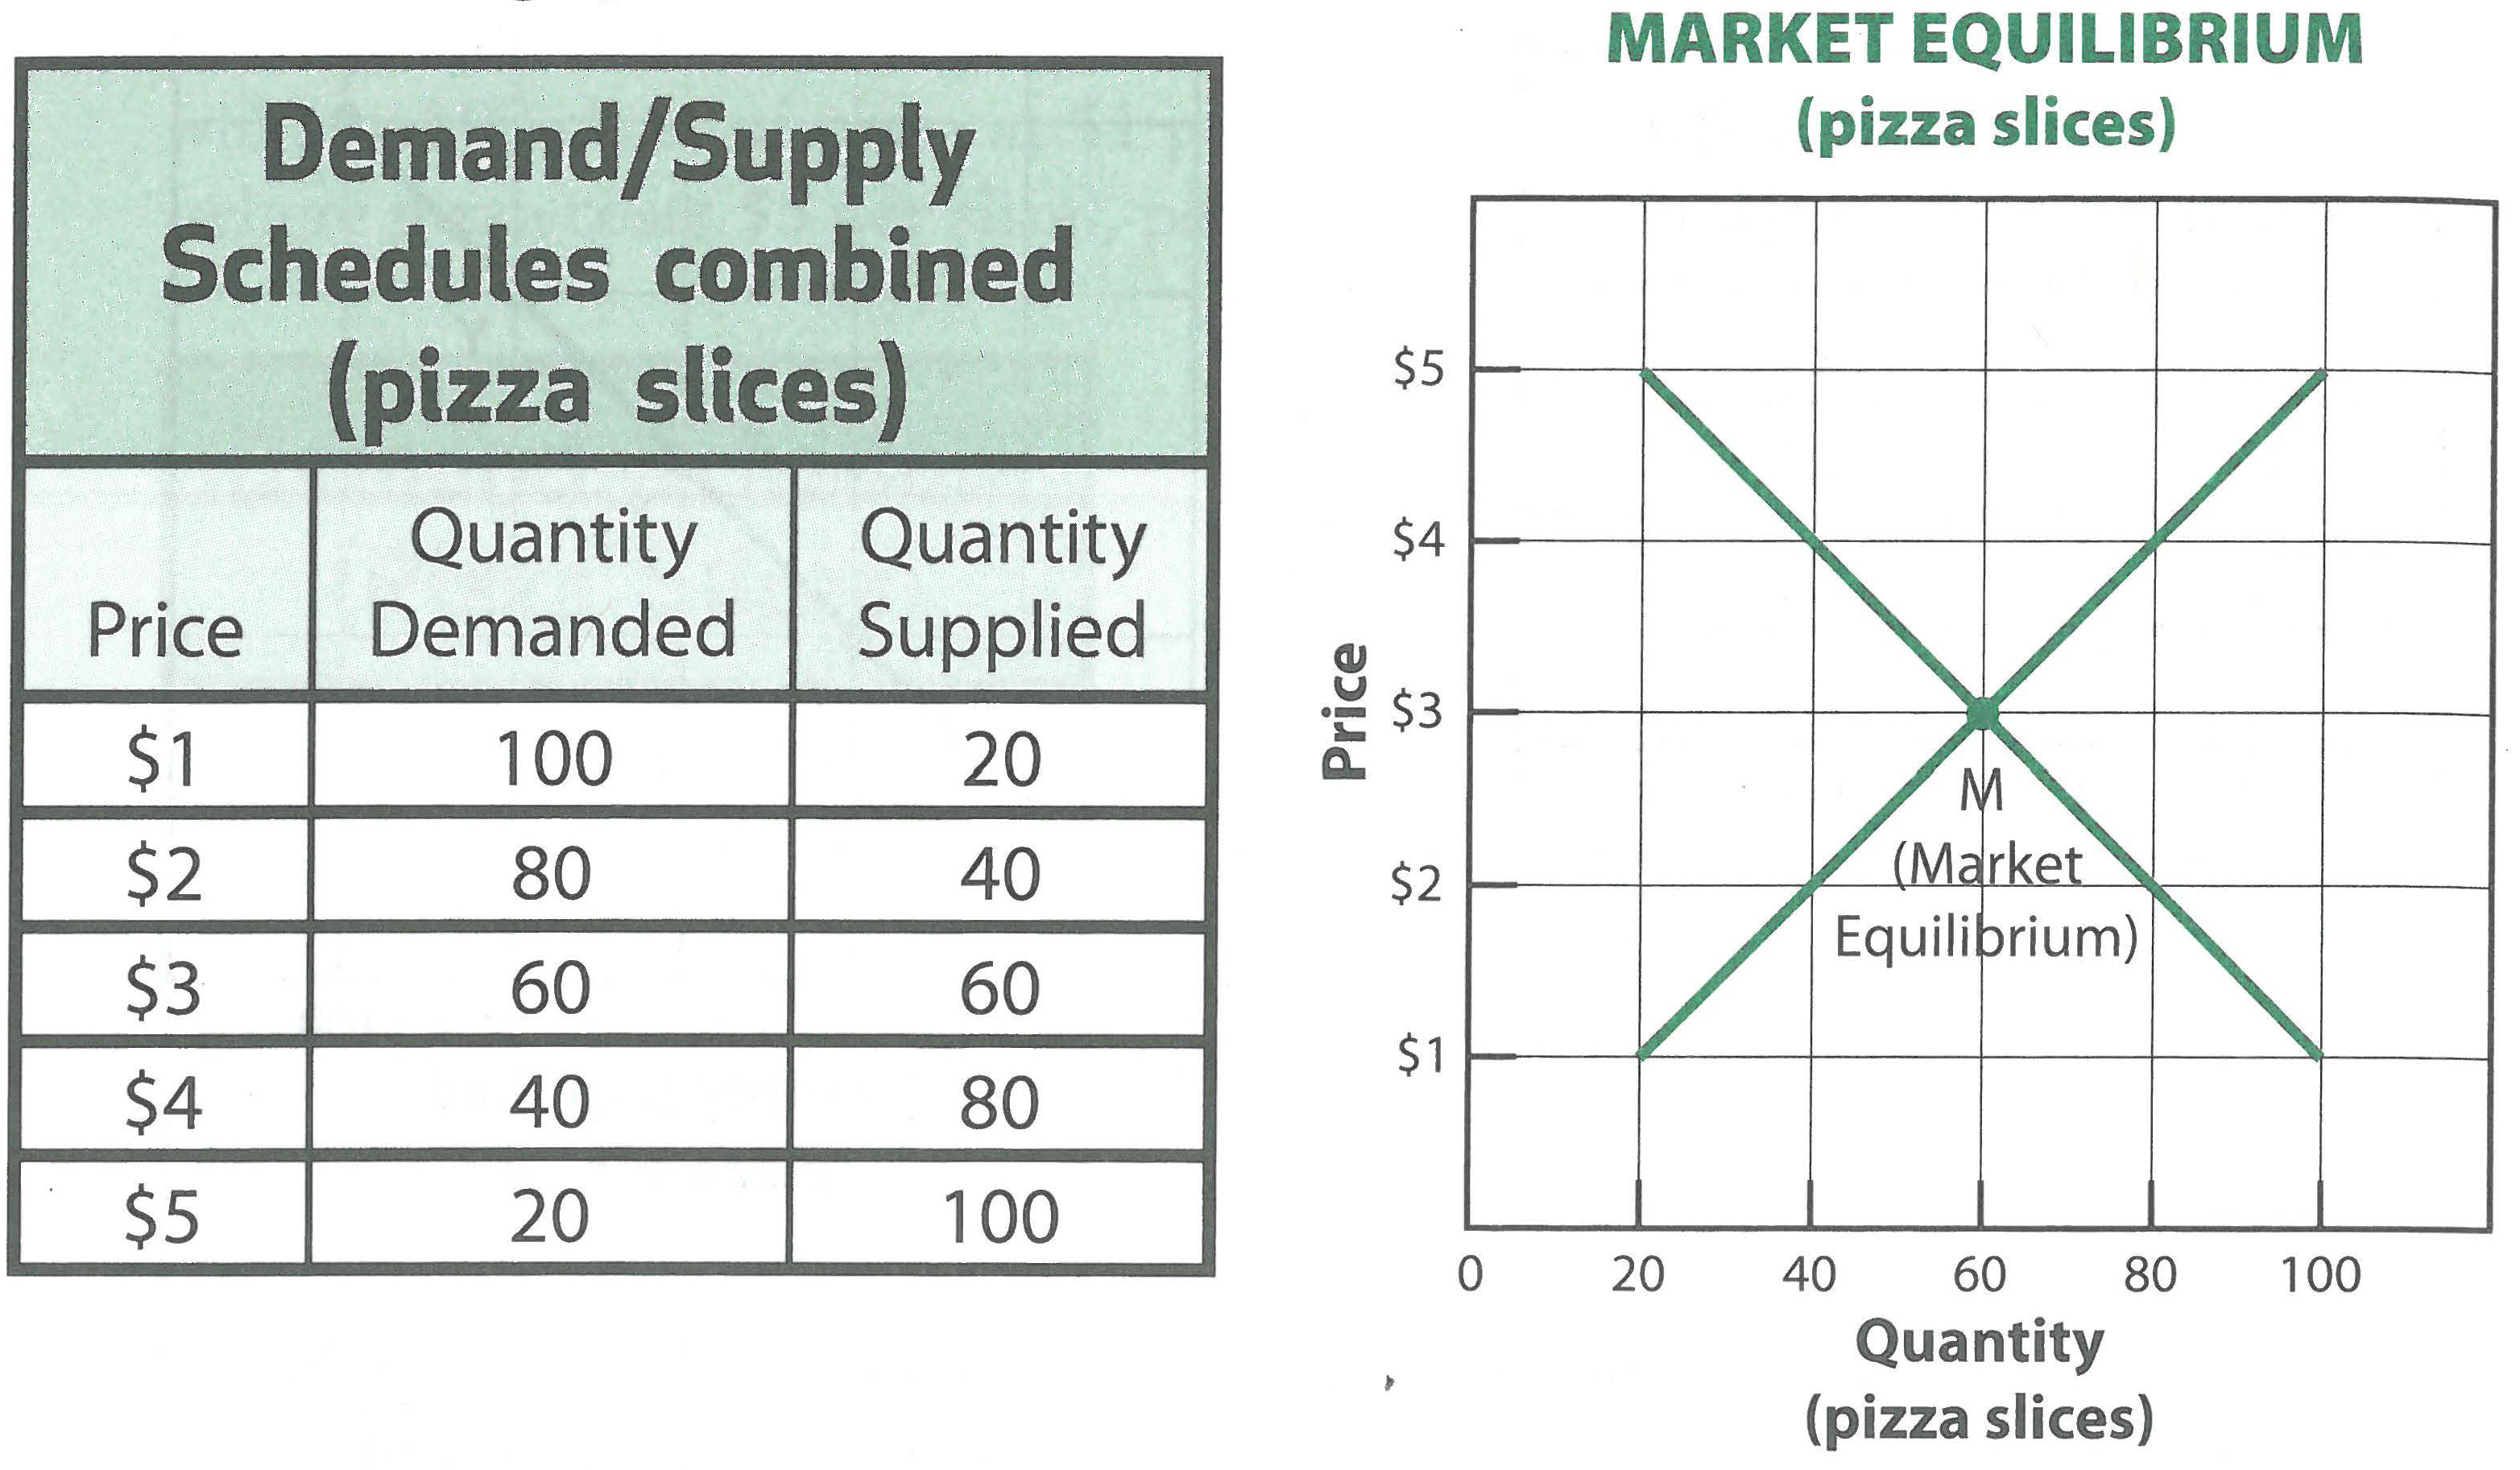 Demand/Supply
Schedules combined
(pizza slices)
Price
Quantity
Demanded
Quantity
Supplied
$1 100 20
$2 80 40
$3 60 60
$4 40 80
$5 20 100
MARKET EQUILIBRIUM
(pizza slices)
Price
$5
$4
$3
$2
$1
M
(Market
Equilibrium)
0 20 40 60 80 100
Quantity
(pizza slices)